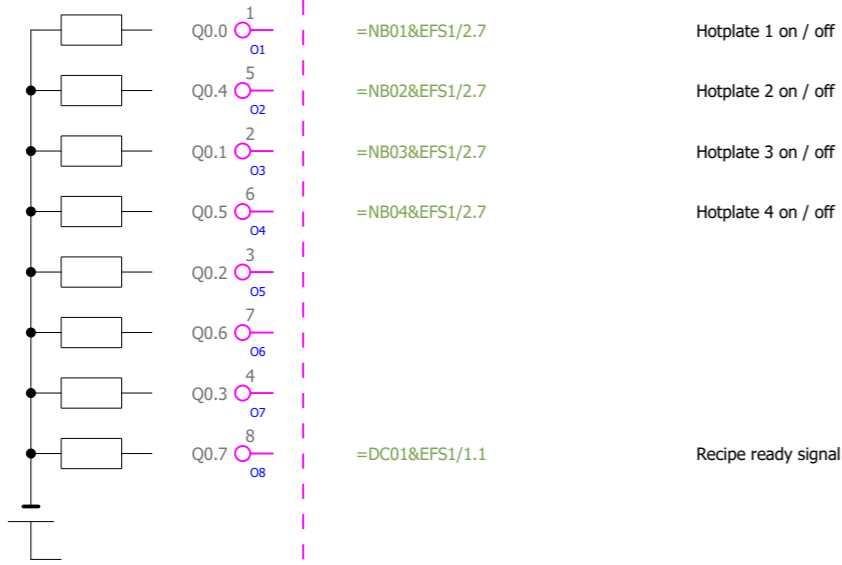 1
Q0.0 =NB01&EFS1/2.7 Hotplate 1 on / off
O1
5
Q0.4 =NB02&EFS1/2.7 Hotplate 2 on / off
O2
2
Q0.1 =NB03&EFS1/2.7 Hotplate 3 on / off
O3
6
Q0.5 =NB04&EFS1/2.7 Hotplate 4 on / off
O4
3
Q0.2
O5
7
Q0.6
O6
4
Q0.3
O7
8
Q0.7 =DC01&EFS1/1.1 Recipe ready signal
O8